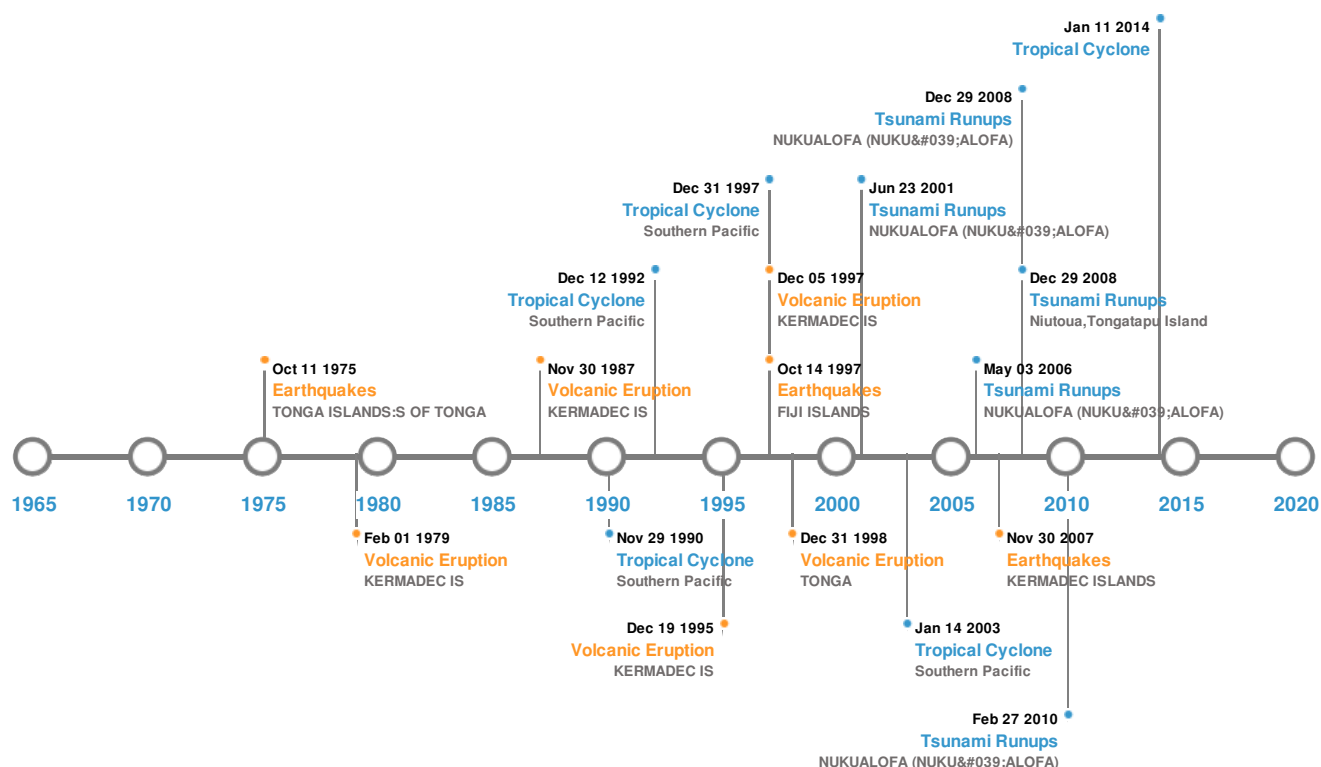 Jan 11 2014
Tropical Cyclone
Dec 29 2008
Tsunami Runups
NUKUALOFA (NUKU&#039;ALOFA)
Dec 31 1997
Tropical Cyclone
Southern Pacific
Jun 23 2001
Tsunami Runups
NUKUALOFA (NUKU&#039;ALOFA)
Dec 12 1992
Tropical Cyclone
Southern Pacific
Dec 05 1997
Volcanic Eruption
KERMADEC IS
Dec 29 2008
Tsunami Runups
Niutoua,Tongatapu Island
Oct 11 1975
Earthquakes
TONGA ISLANDS:S OF TONGA
Nov 30 1987
Volcanic Eruption
KERMADEC IS
Oct 14 1997
Earthquakes
FIJI ISLANDS
May 03 2006
Tsunami Runups
NUKUALOFA (NUKU&#039;ALOFA)
1965 1970 1975 1980 1985 1990 1995 2000 2005 2010 2015 2020
Feb 01 1979
Volcanic Eruption
KERMADEC IS
Nov 29 1990
Tropical Cyclone
Southern Pacific
Dec 31 1998
Volcanic Eruption
TONGA
Nov 30 2007
Earthquakes
KERMADEC ISLANDS
Dec 19 1995
Volcanic Eruption
KERMADEC IS
Jan 14 2003
Tropical Cyclone
Southern Pacific
Feb 27 2010
Tsunami Runups
NUKUALOFA (NUKU&#039;ALOFA)